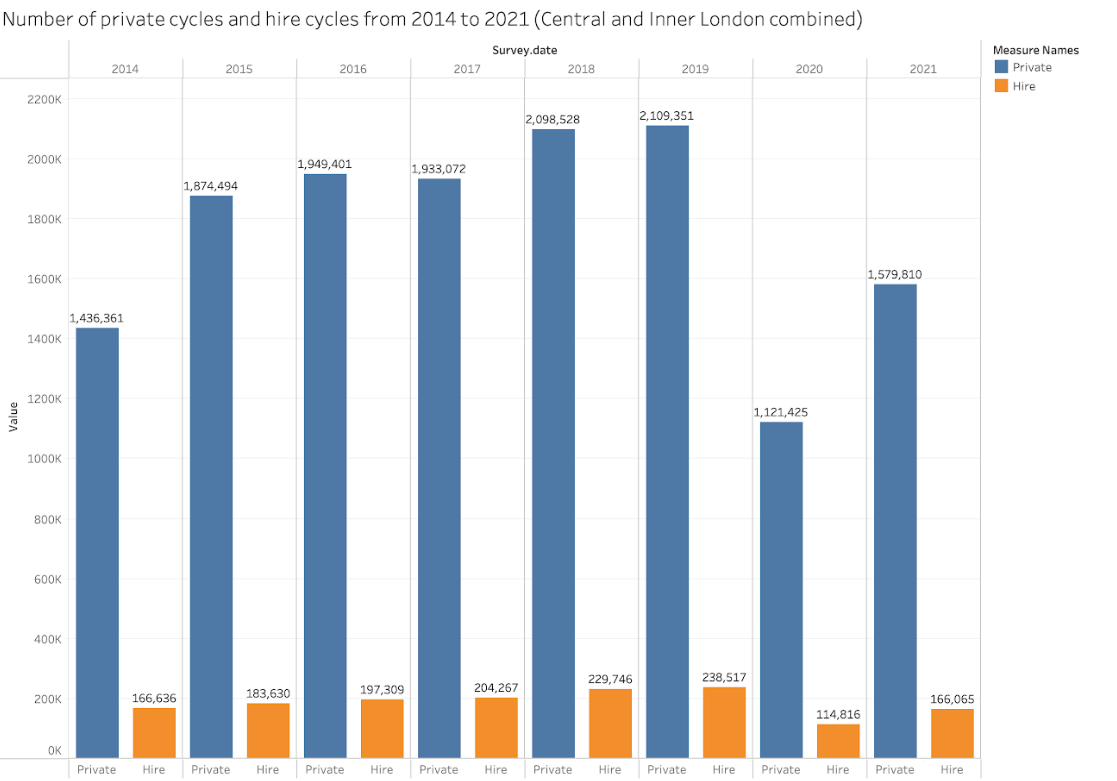 Number of private cycles and hire cycles from 2014 to 2021 (Central and Inner London combined)
Survey.date
Measure Names
2014 2015 2016 2017 2018 2019 2020 2021
Private
Hire
Value
2200K
2000K
1800K
1600K
1400K
1200K
1000K
800K
600K
400K
200K
0K
1,436,361
166,636
1,874,494
183,630
1,949,401
197,309
1,933,072
204,267
2,098,528
229,746
2,109,351
238,517
1,121,425
114,816
1,579,810
166,065
Private Hire Private Hire Private Hire Private Hire Private Hire Private Hire Private Hire Private Hire